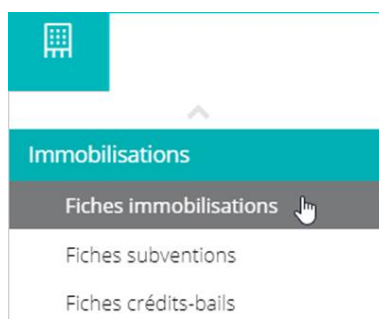 Immobilisations
Fiches immobilisations
Fiches subventions
Fiches crédits-bails